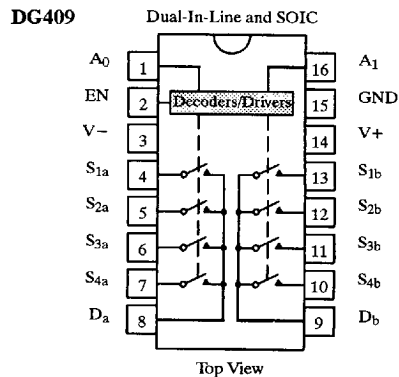 DG409 Dual-In-Line and SOIC
A0 1 16 A1
EN 2 Decoders/Drivers 15 GND
V− 3 14 V+
S1a 4 13 S1b
S2a 5 12 S2b
S3a 6 11 S3b
S4a 7 10 S4b
Da 8 9 Db
Top View